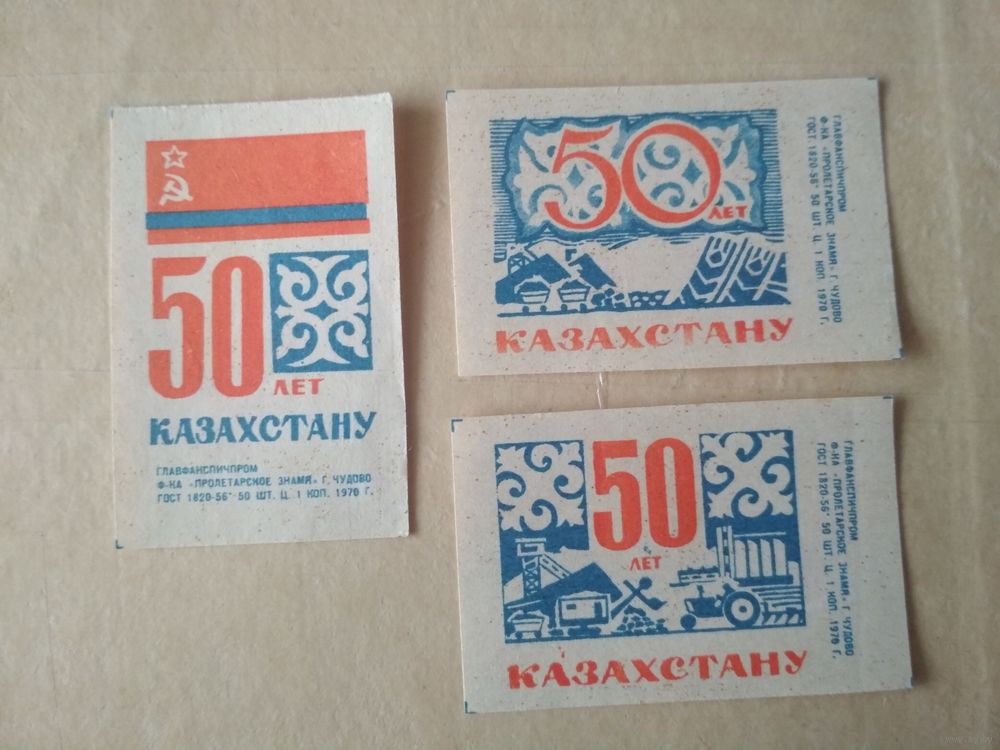 50
ЛЕТ
КАЗАХСТАНУ
ГЛАВФАНСПИЧПРОМ
Ф-КА «ПРОЛЕТАРСКОЕ ЗНАМЯ» Г. ЧУДОВО
ГОСТ 1820-56* 50 ШТ. Ц. 1 КОП. 1970 Г.
50
ЛЕТ
КАЗАХСТАНУ
ГЛАВФАНСПИЧПРОМ
Ф-КА «ПРОЛЕТАРСКОЕ ЗНАМЯ» Г. ЧУДОВО
ГОСТ 1820-56* 50 ШТ. Ц. 1 КОП. 1970 Г.
50
ЛЕТ
КАЗАХСТАНУ
ГЛАВФАНСПИЧПРОМ
Ф-КА «ПРОЛЕТАРСКОЕ ЗНАМЯ» Г. ЧУДОВО
ГОСТ 1820-56* 50 ШТ. Ц. 1 КОП. 1970 Г.